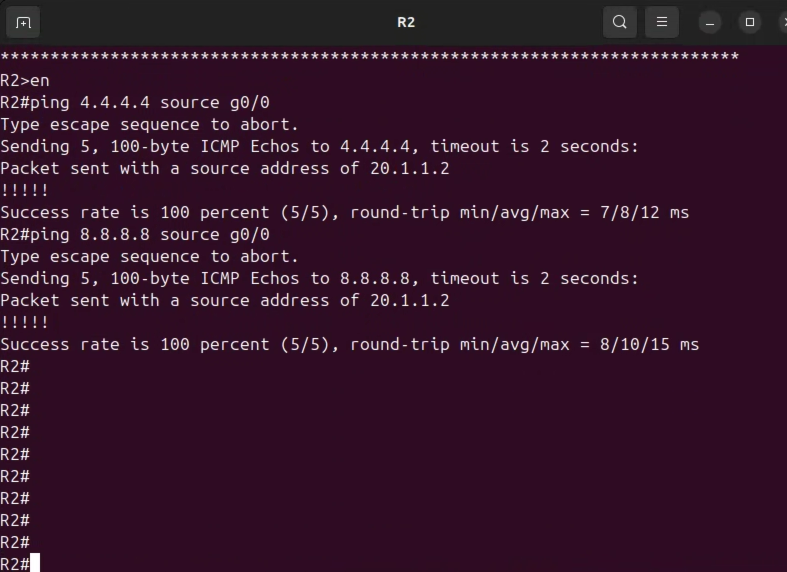 R2
**************************************************************************
R2>en
R2#ping 4.4.4.4 source g0/0
Type escape sequence to abort.
Sending 5, 100-byte ICMP Echos to 4.4.4.4, timeout is 2 seconds:
Packet sent with a source address of 20.1.1.2
!!!!!
Success rate is 100 percent (5/5), round-trip min/avg/max = 7/8/12 ms
R2#ping 8.8.8.8 source g0/0
Type escape sequence to abort.
Sending 5, 100-byte ICMP Echos to 8.8.8.8, timeout is 2 seconds:
Packet sent with a source address of 20.1.1.2
!!!!!
Success rate is 100 percent (5/5), round-trip min/avg/max = 8/10/15 ms
R2#
R2#
R2#
R2#
R2#
R2#
R2#
R2#
R2#
R2#